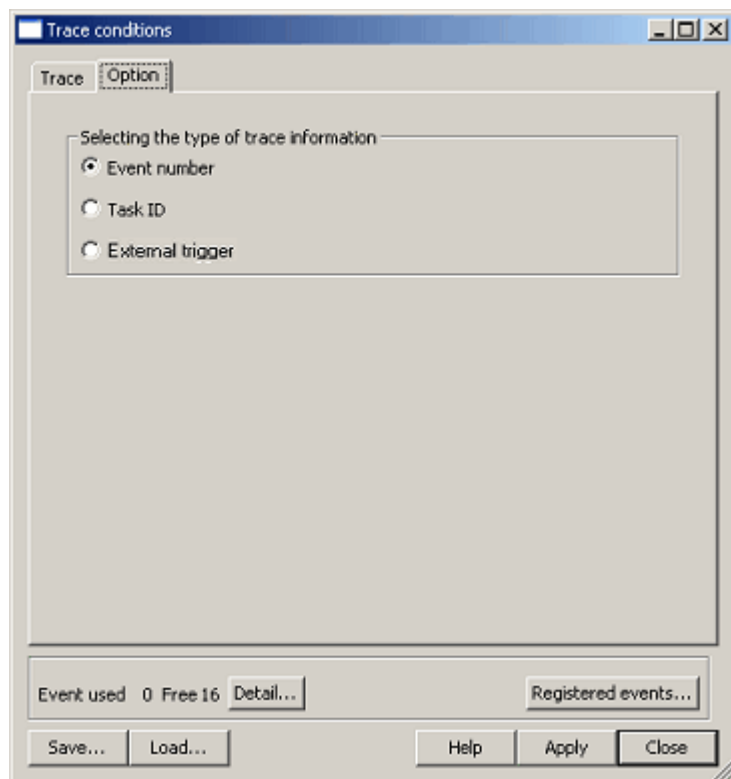 Trace conditions
Trace Option
Selecting the type of trace information
Event number
Task ID
External trigger
Event used 0 Free 16 Detail... Registered events...
Save... Load... Help Apply Close